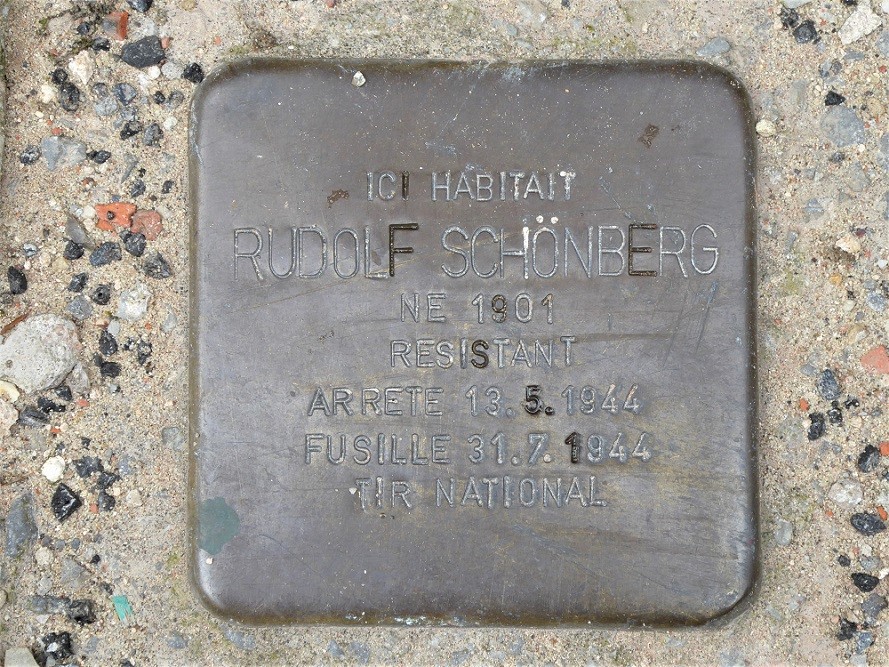 ICI HABITAIT
RUDOLF SCHÖNBERG
NE 1901
RESISTANT
ARRETE 13.5.1944
FUSILLE 31.7.1944
TIR NATIONAL